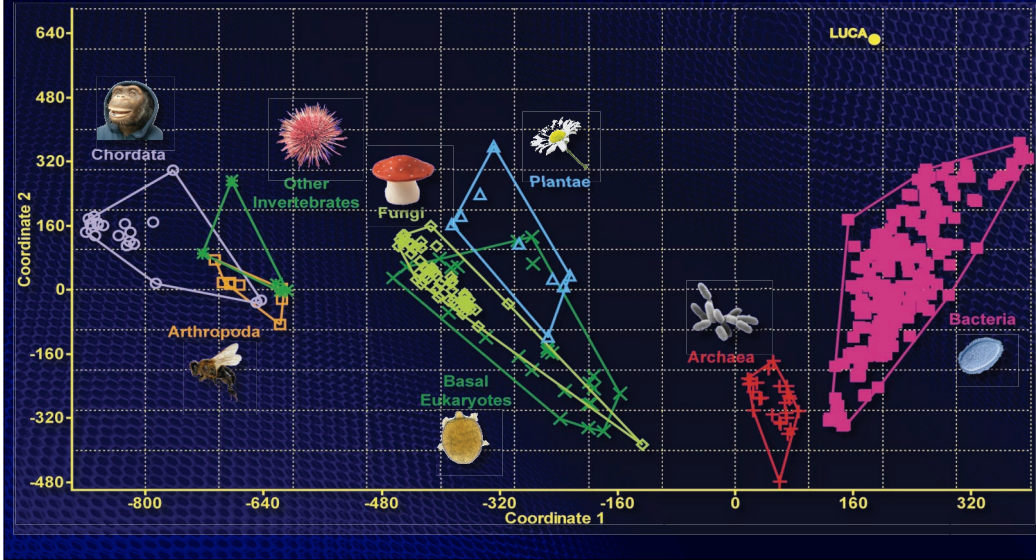 640
480
320
160
0
-160
-320
-480
Coordinate 2
LUCA
Chordata
Other
Invertebrates
Fungi
Plantae
Arthropoda
Basal
Eukaryotes
Archaea
Bacteria
-800
-640
-480
-320
-160
0
160
320
Coordinate 1